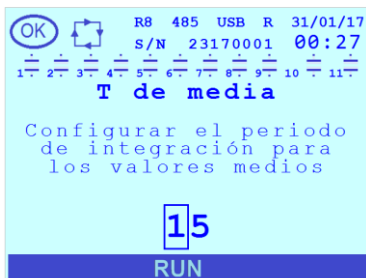 OK R8 485 USB R 31/01/17
S/N 23170001 00:27
1 2 3 4 5 6 7 8 9 10 11
T de media
Configurar el periodo
de integración para
los valores medios
15
RUN